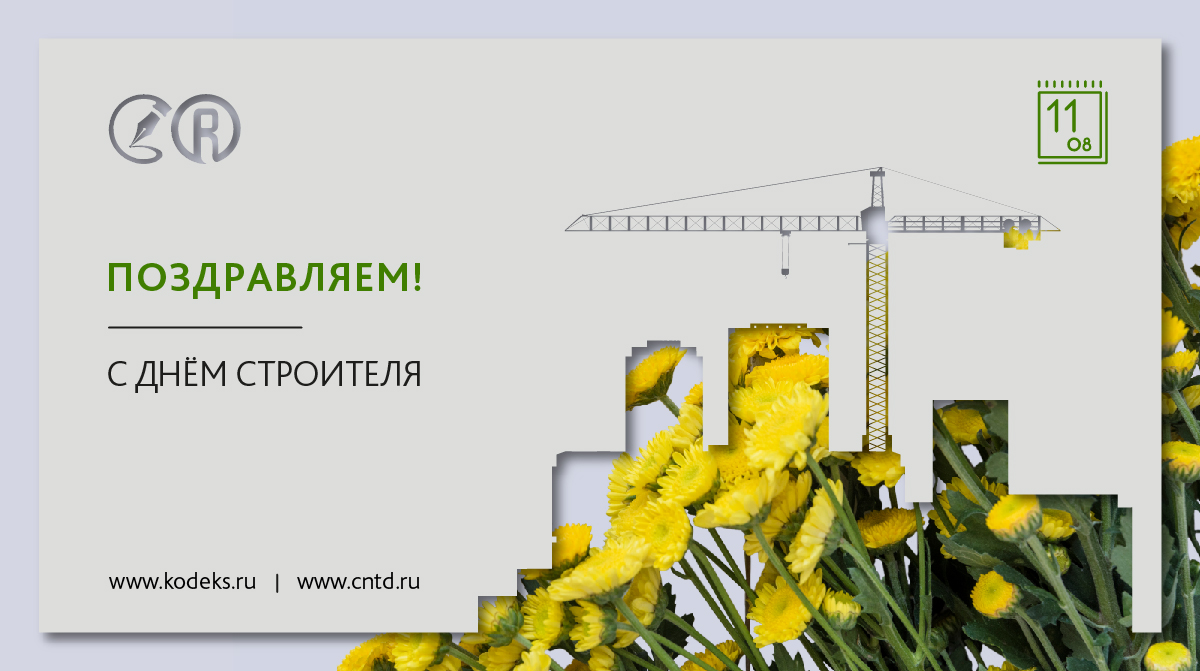 R
11
08
ПОЗДРАВЛЯЕМ!
С ДНЁМ СТРОИТЕЛЯ
www.kodeks.ru | www.cntd.ru